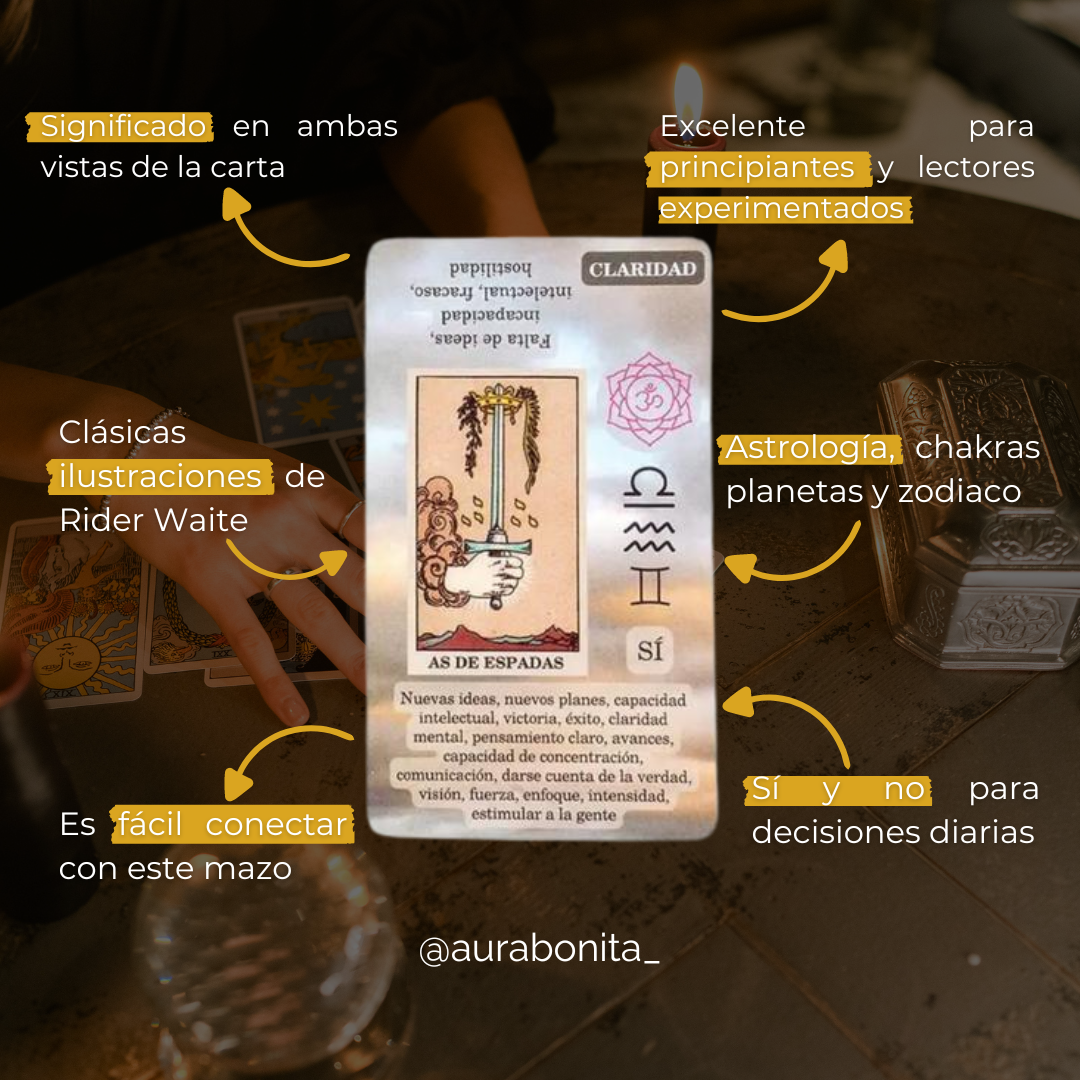 Significado en ambas
vistas de la carta
Excelente para
principiantes y lectores
experimentados
Falta de ideas,
incapacidad
intelectual, fracaso,
hostilidad
CLARIDAD
Clásicas
ilustraciones de
Rider Waite
Astrología, chakras
planetas y zodiaco
AS DE ESPADAS
SÍ
Nuevas ideas, nuevos planes, capacidad
intelectual, victoria, éxito, claridad
mental, pensamiento claro, avances,
capacidad de concentración,
comunicación, darse cuenta de la verdad,
visión, fuerza, enfoque, intensidad,
estimular a la gente
Es fácil conectar
con este mazo
Sí y no para
decisiones diarias
@aurabonita_
XIX